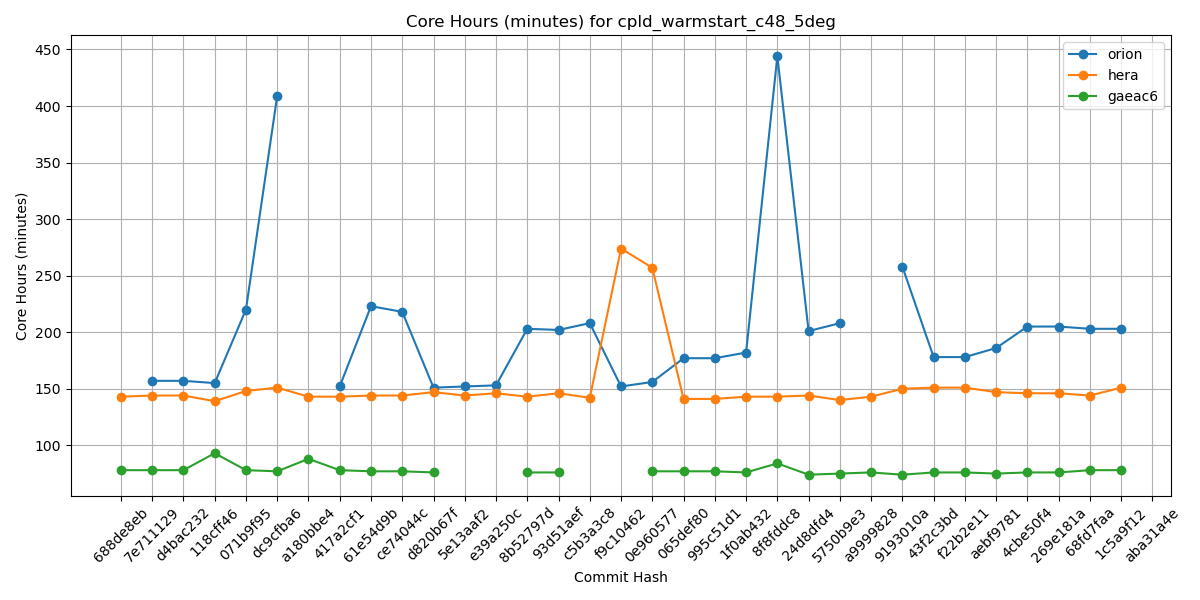 Core Hours (minutes) for cpld_warmstart_c48_5deg
orion
hera
gaeac6
Core Hours (minutes)
450
400
350
300
250
200
150
100
688de8eb
7e711129
d4bac232
118cff46
071b9f95
dc9cfba6
a180bbe4
417a2cf1
61e54d9b
ce74044c
d820b67f
5e13aaf2
e39a250c
8b52797d
93d51aef
c5b3a3c8
f9c10462
0e960577
065def80
995c51d1
1f0ab432
8f8fddc8
24d8dfd4
5750b9e3
a9999828
9193010a
43f2c3bd
f22b2e11
aebf9781
4cbe50f4
269e181a
68fd7faa
1c5a9f12
aba31a4e
Commit Hash